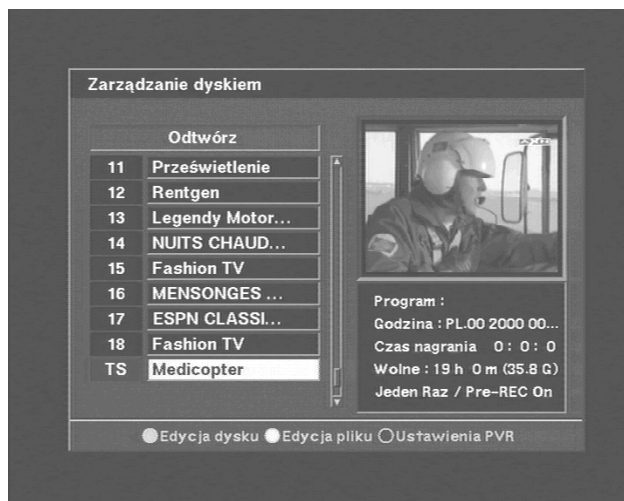 Zarządzanie dyskiem
Odtwórz
11 Prześwietlenie
12 Rentgen
13 Legendy Motor...
14 NUITS CHAUD...
15 Fashion TV
16 MENSONGES ...
17 ESPN CLASSI...
18 Fashion TV
TS Medicopter
Program :
Godzina : PL.00 2000 00...
Czas nagrania 0 : 0 : 0
Wolne : 19 h 0 m (35.8 G)
Jeden Raz / Pre-REC On
Edycja dysku Edycja pliku Ustawienia PVR